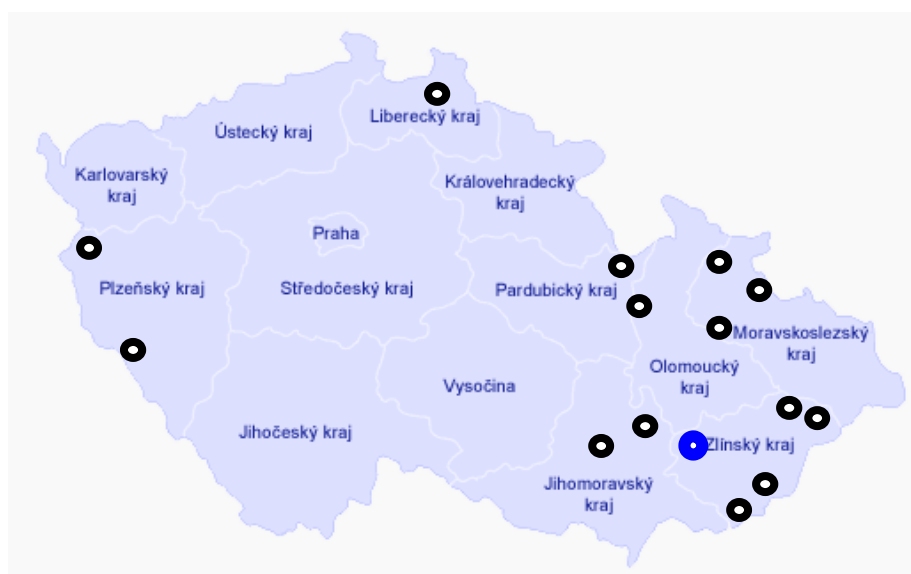 Liberecký kraj
Ústecký kraj
Karlovarský
kraj
Královehradecký
kraj
Praha
Plzeňský kraj
Středočeský kraj
Pardubický kraj
Moravskoslezský
kraj
Olomoucký
kraj
Vysočina
Jihočeský kraj
Zlínský kraj
Jihomoravský
kraj